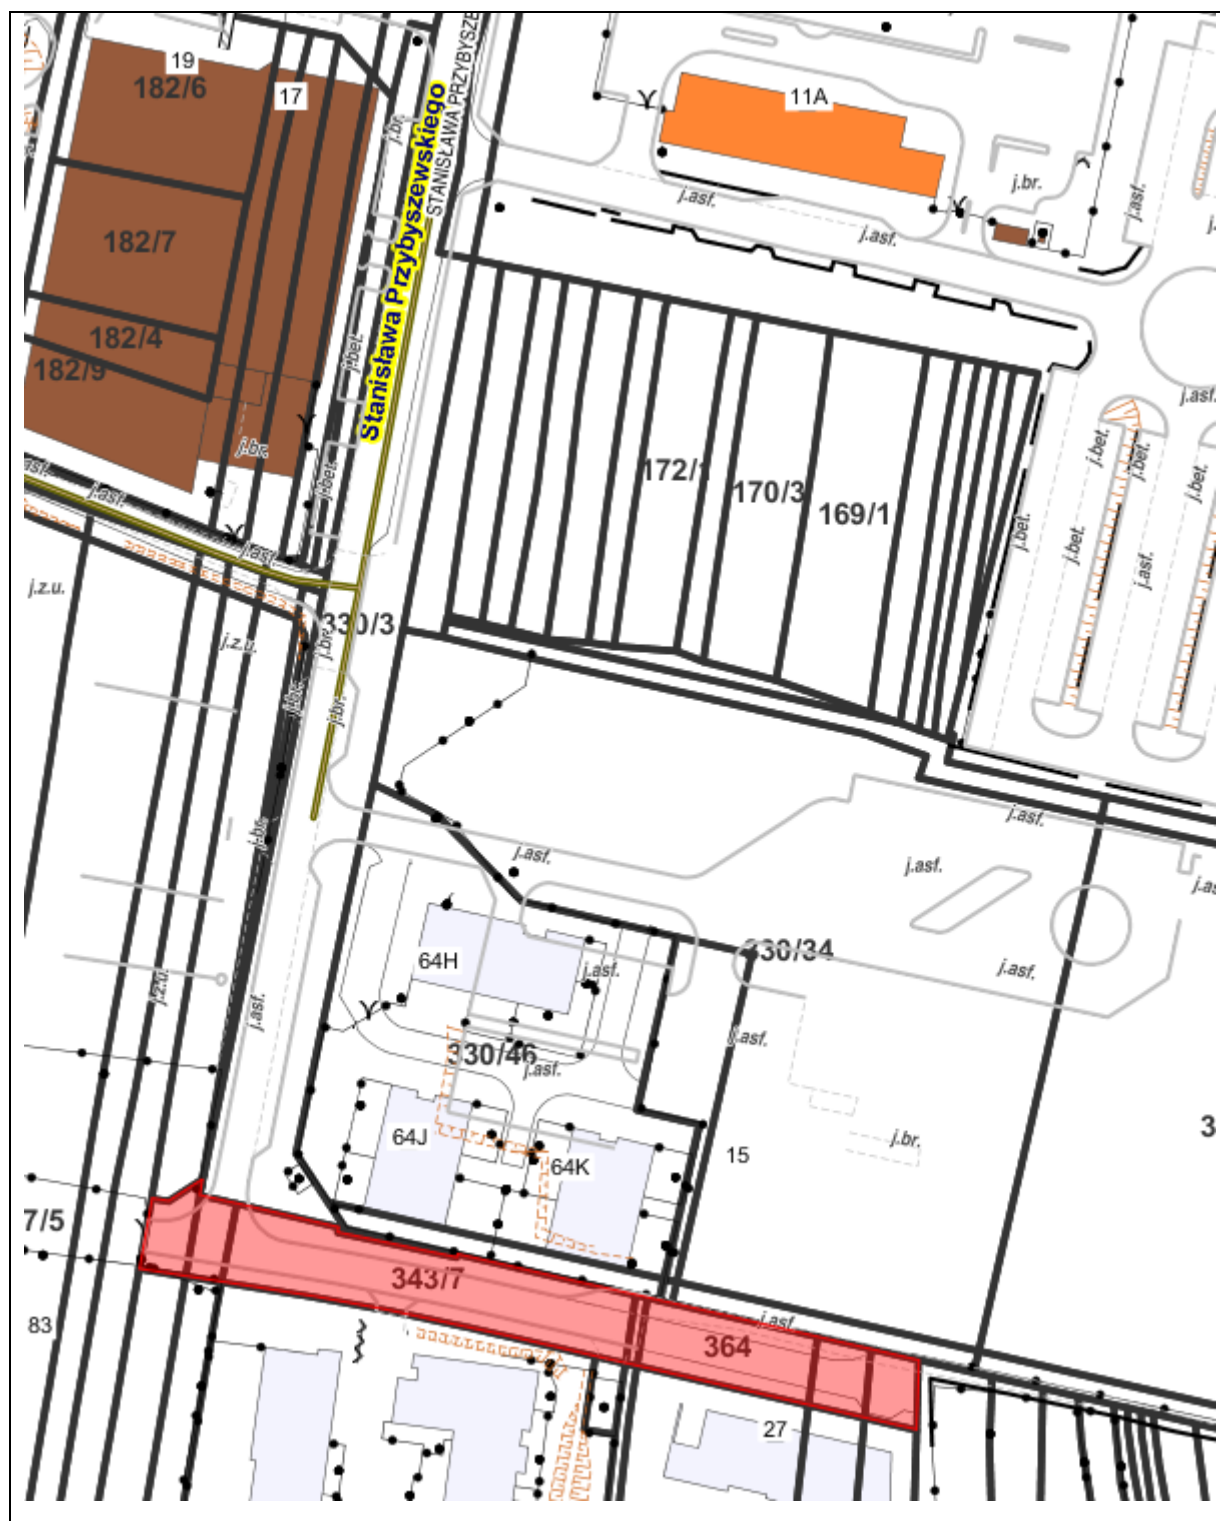 19
182/6
17
11A
j.br.
Stanisława Przybyszewskiego
j.asf.
j.br.
j.asf.
j.asf.
182/7
182/4
182/9
j.bet.
j.asf.
j.br.
j.bet.
j.bet.
j.bet.
j.bet.
172/1
170/3
169/1
j.asf.
j.asf.
j.bet.
j.bet.
j.asf.
j.z.u.
330/3
j.z.u.
j.br.
j.br.
j.br.
j.br.
j.asf.
j.asf.
j.asf.
330/34
64H
j.asf.
j.asf.
j.z.u.
j.asf.
j.asf.
330/46
j.asf.
64J
64K
15
j.br.
7/5
343/7
j.asf.
364
83
27